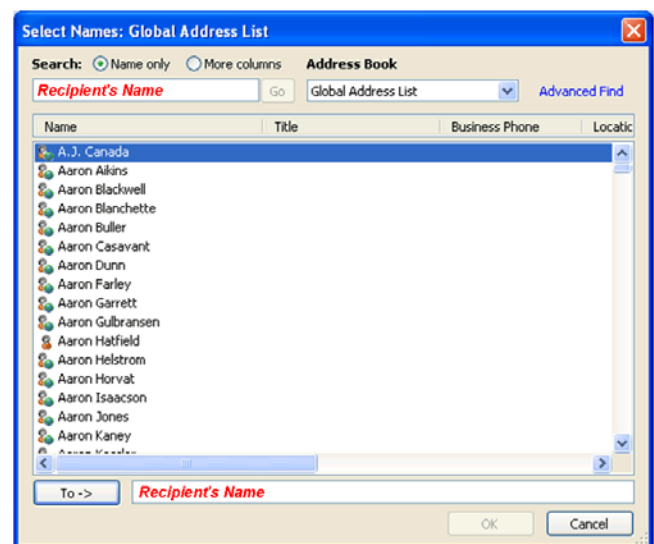 Select Names: Global Address List
Search: Name only More columns Address Book
Recipient's Name Go Global Address List Advanced Find
Name Title Business Phone Locatic
A.J. Canada
Aaron Aikins
Aaron Blackwell
Aaron Blanchette
Aaron Buller
Aaron Casavant
Aaron Dunn
Aaron Farley
Aaron Garrett
Aaron Gulbransen
Aaron Hatfield
Aaron Helstrom
Aaron Horvat
Aaron Isaacson
Aaron Jones
Aaron Kaney
To -> Recipient's Name
OK Cancel